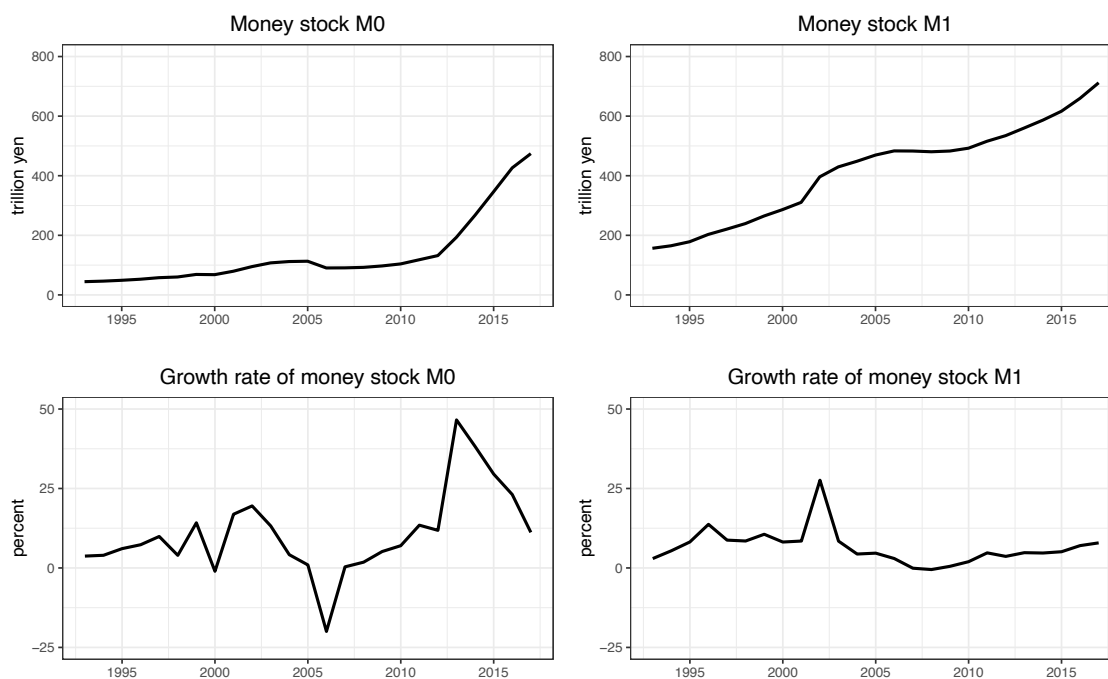 Money stock M0
800
600
400
200
0
trillion yen
1995 2000 2005 2010 2015
Money stock M1
800
600
400
200
0
trillion yen
1995 2000 2005 2010 2015
Growth rate of money stock M0
50
25
0
−25
percent
1995 2000 2005 2010 2015
Growth rate of money stock M1
50
25
0
−25
percent
1995 2000 2005 2010 2015